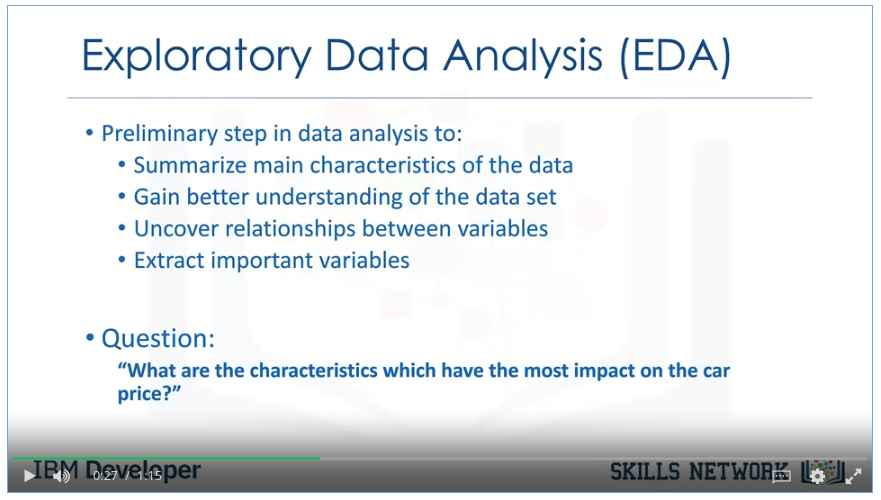 Exploratory Data Analysis (EDA)
• Preliminary step in data analysis to:
• Summarize main characteristics of the data
• Gain better understanding of the data set
• Uncover relationships between variables
• Extract important variables
• Question:
“What are the characteristics which have the most impact on the car
price?”
IBM Developer
0:27 / 1:15
SKILLS NETWORK